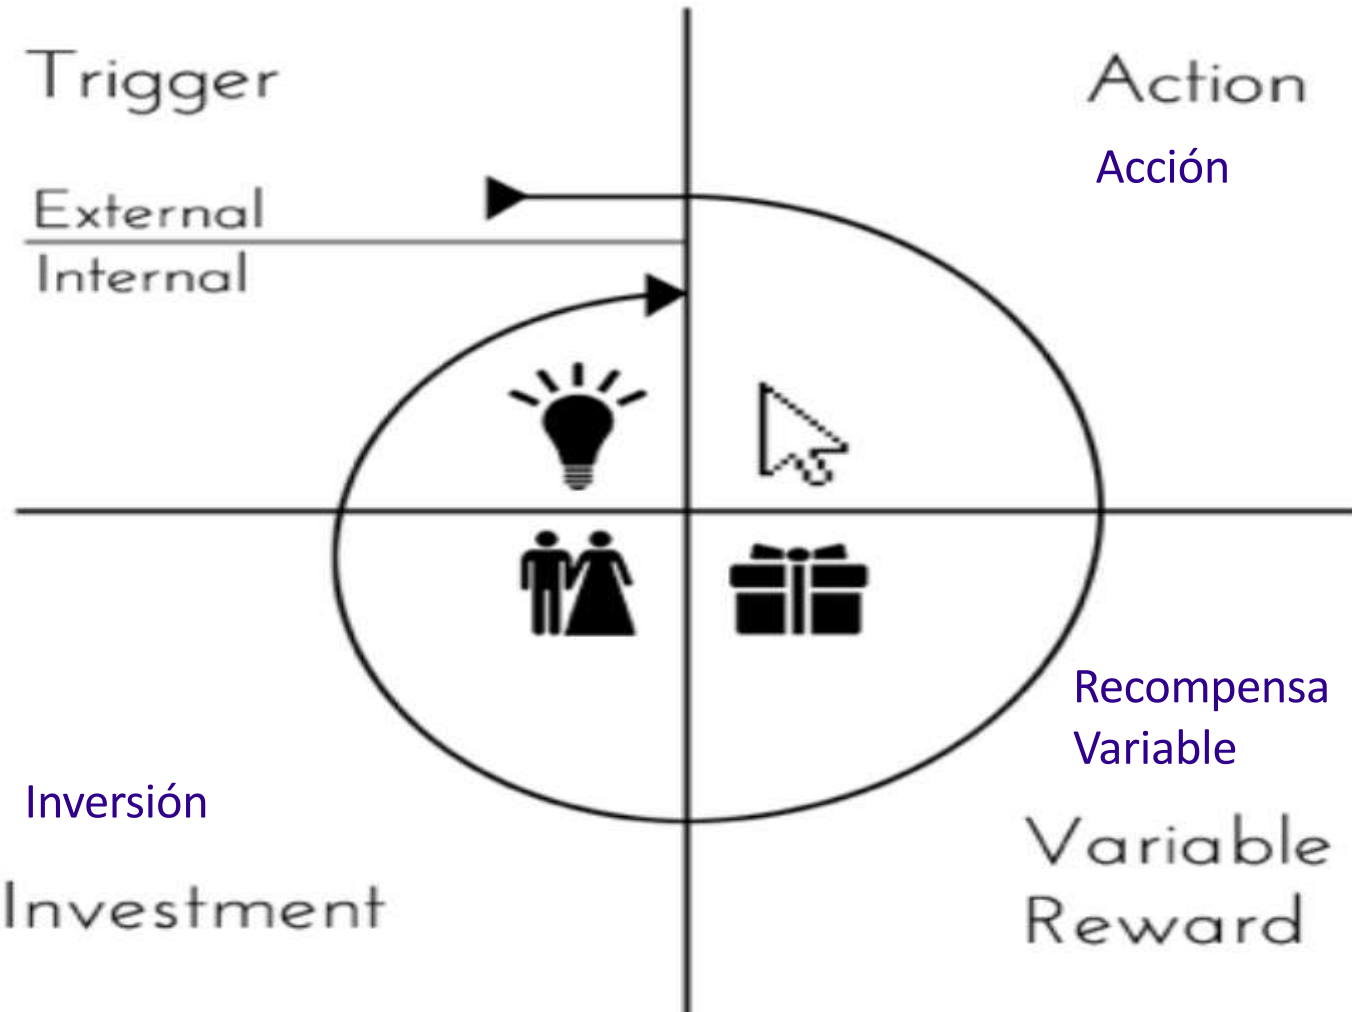 Trigger
External
Internal
Action
Acción
Inversión
Investment
Recompensa
Variable
Variable
Reward